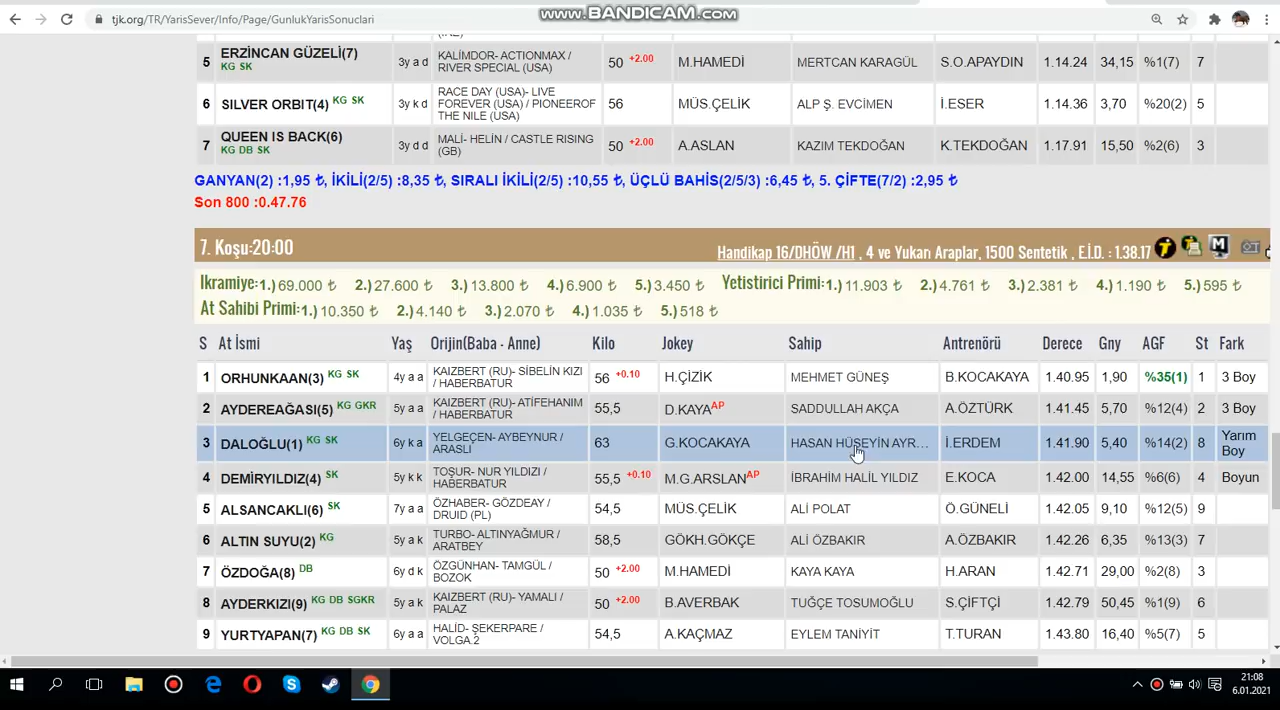 www.BANDICAM.com
tjk.org/TR/YarisSever/Info/Page/GunlukYarisSonuclari
5 ERZİNCAN GÜZELİ(7) KG SK 3y a d KALİMDOR- ACTIONMAX / RIVER SPECIAL (USA) 50 +2.00 M.HAMEDİ MERTCAN KARAGÜL S.O.APAYDIN 1.14.24 34,15 %1(7) 7
6 SILVER ORBIT(4) KG SK 3y k d RACE DAY (USA)- LIVE FOREVER (USA) / PIONEEROF THE NILE (USA) 56 MÜS.ÇELİK ALP Ş. EVCİMEN İ.ESER 1.14.36 3,70 %20(2) 5
7 QUEEN IS BACK(6) KG DB SK 3y d d MALİ- HELİN / CASTLE RISING (GB) 50 +2.00 A.ASLAN KAZIM TEKDOĞAN K.TEKDOĞAN 1.17.91 15,50 %2(6) 3
GANYAN(2) :1,95 ₺, İKİLİ(2/5) :8,35 ₺, SIRALI İKİLİ(2/5) :10,55 ₺, ÜÇLÜ BAHİS(2/5/3) :6,45 ₺, 5. ÇİFTE(7/2) :2,95 ₺
Son 800 :0.47.76
7. Koşu:20:00 Handikap 16/DHÖW /H1 , 4 ve Yukarı Araplar, 1500 Sentetik , E.İ.D. : 1.38.17
Ikramiye:1.) 69.000 ₺ 2.) 27.600 ₺ 3.) 13.800 ₺ 4.) 6.900 ₺ 5.) 3.450 ₺ Yetistirici Primi:1.) 11.903 ₺ 2.) 4.761 ₺ 3.) 2.381 ₺ 4.) 1.190 ₺ 5.) 595 ₺
At Sahibi Primi:1.) 10.350 ₺ 2.) 4.140 ₺ 3.) 2.070 ₺ 4.) 1.035 ₺ 5.) 518 ₺
S At İsmi Yaş Orijin(Baba - Anne) Kilo Jokey Sahip Antrenörü Derece Gny AGF St Fark
1 ORHUNKAAN(3) KG SK 4y a a KAIZBERT (RU)- SİBELİN KIZI / HABERBATUR 56 +0.10 H.ÇİZİK MEHMET GÜNEŞ B.KOCAKAYA 1.40.95 1,90 %35(1) 1 3 Boy
2 AYDEREAĞASI(5) KG GKR 5y a a KAIZBERT (RU)- ATİFEHANIM / HABERBATUR 55,5 D.KAYA AP SADDULLAH AKÇA A.ÖZTÜRK 1.41.45 5,70 %12(4) 2 3 Boy
3 DALOĞLU(1) KG SK 6y k a YELGEÇEN- AYBEYNUR / ARASLI 63 G.KOCAKAYA HASAN HÜSEYİN AYR... İ.ERDEM 1.41.90 5,40 %14(2) 8 Yarım Boy
4 DEMİRYILDIZ(4) SK 5y k k TOŞUR- NUR YILDIZI / HABERBATUR 55,5 +0.10 M.G.ARSLAN AP İBRAHİM HALİL YILDIZ E.KOCA 1.42.00 14,55 %6(6) 4 Boyun
5 ALSANCAKLI(6) SK 7y a a ÖZHABER- GÖZDEAY / DRUID (PL) 54,5 MÜS.ÇELİK ALİ POLAT Ö.GÜNELİ 1.42.05 9,10 %12(5) 9
6 ALTIN SUYU(2) KG 5y a k TURBO- ALTINYAĞMUR / ARATBEY 58,5 GÖKH.GÖKÇE ALİ ÖZBAKIR A.ÖZBAKIR 1.42.26 6,35 %13(3) 7
7 ÖZDOĞA(8) DB 6y d k ÖZGÜNHAN- TAMGÜL / BOZOK 50 +2.00 M.HAMEDİ KAYA KAYA H.ARAN 1.42.71 29,00 %2(8) 3
8 AYDERKIZI(9) KG DB SGKR 5y a k KAIZBERT (RU)- YAMALI / PALAZ 50 +2.00 B.AVERBAK TUĞÇE TOSUMOĞLU S.ÇİFTÇİ 1.42.79 50,45 %1(9) 6
9 YURTYAPAN(7) KG DB SK 6y a a HALİD- ŞEKERPARE / VOLGA.2 54,5 A.KAÇMAZ EYLEM TANİYİT T.TURAN 1.43.80 16,40 %5(7) 5
21:08
6.01.2021